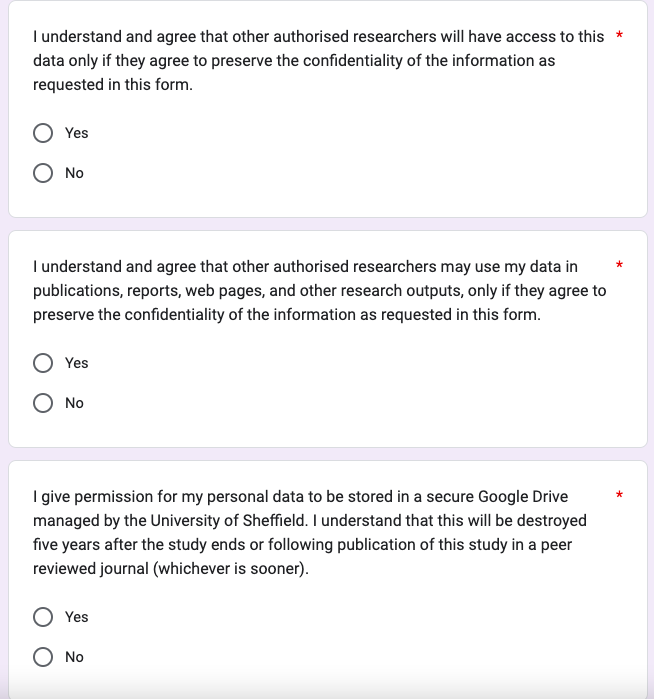 I understand and agree that other authorised researchers will have access to this *
data only if they agree to preserve the confidentiality of the information as
requested in this form.
Yes
No
I understand and agree that other authorised researchers may use my data in *
publications, reports, web pages, and other research outputs, only if they agree to
preserve the confidentiality of the information as requested in this form.
Yes
No
I give permission for my personal data to be stored in a secure Google Drive *
managed by the University of Sheffield. I understand that this will be destroyed
five years after the study ends or following publication of this study in a peer
reviewed journal (whichever is sooner).
Yes
No